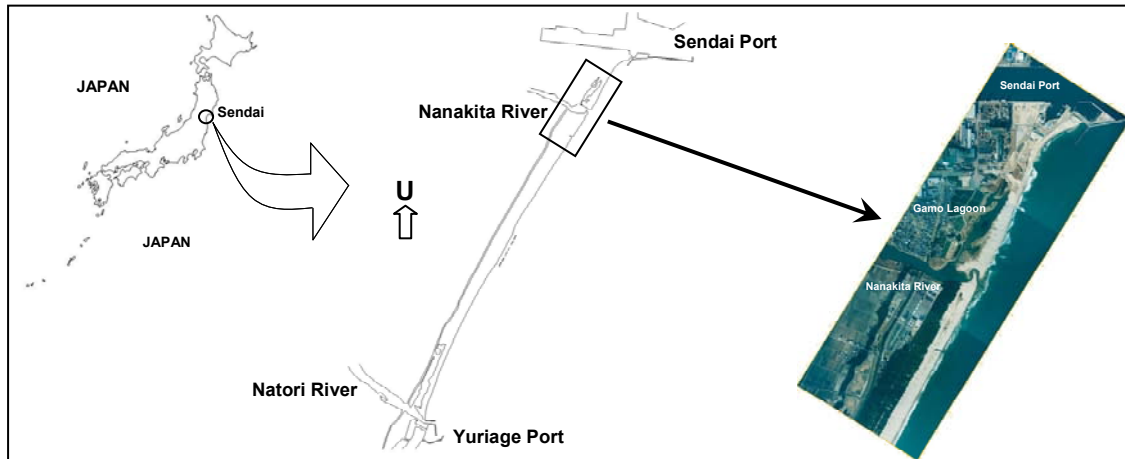 JAPAN
Sendai
JAPAN
U
Sendai Port
Nanakita River
Natori River
Yuriage Port
Sendai Port
Gamo Lagoon
Nanakita River